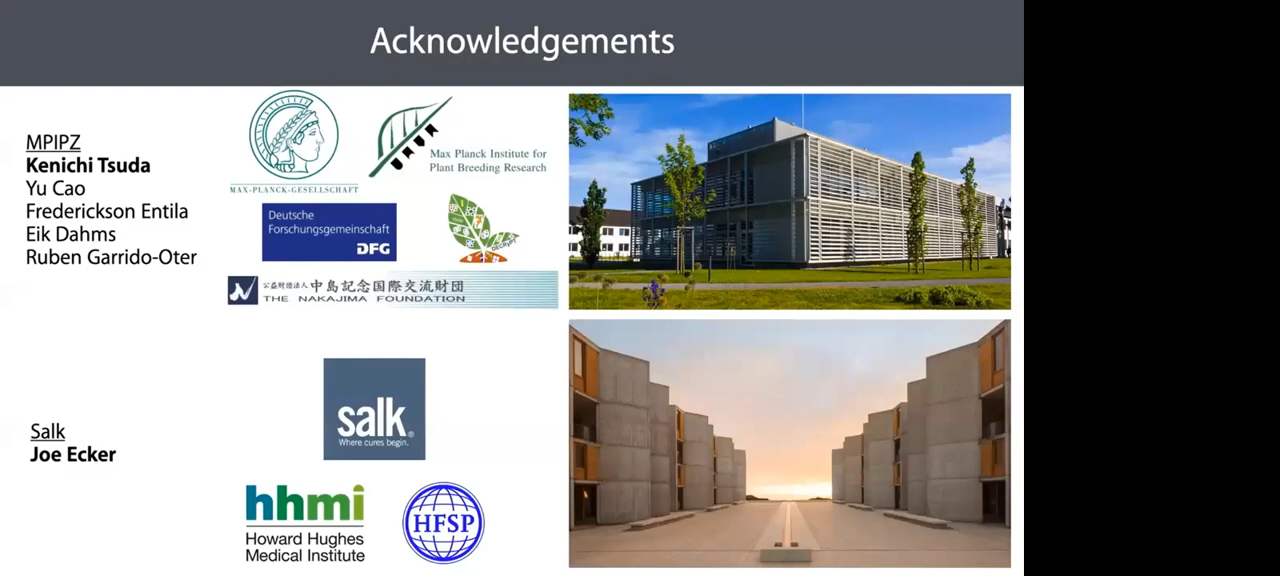 Acknowledgements
MPIPZ
Kenichi Tsuda
Yu Cao
Frederickson Entila
Eik Dahms
Ruben Garrido-Oter
MAX-PLANCK-GESELLSCHAFT
Max Planck Institute for
Plant Breeding Research
Deutsche
Forschungsgemeinschaft
DFG
DECRyPT
公益財団法人 中島記念国際交流財団
THE NAKAJIMA FOUNDATION
Salk
Joe Ecker
salk®
Where cures begin.
hhmi
Howard Hughes
Medical Institute
HFSP